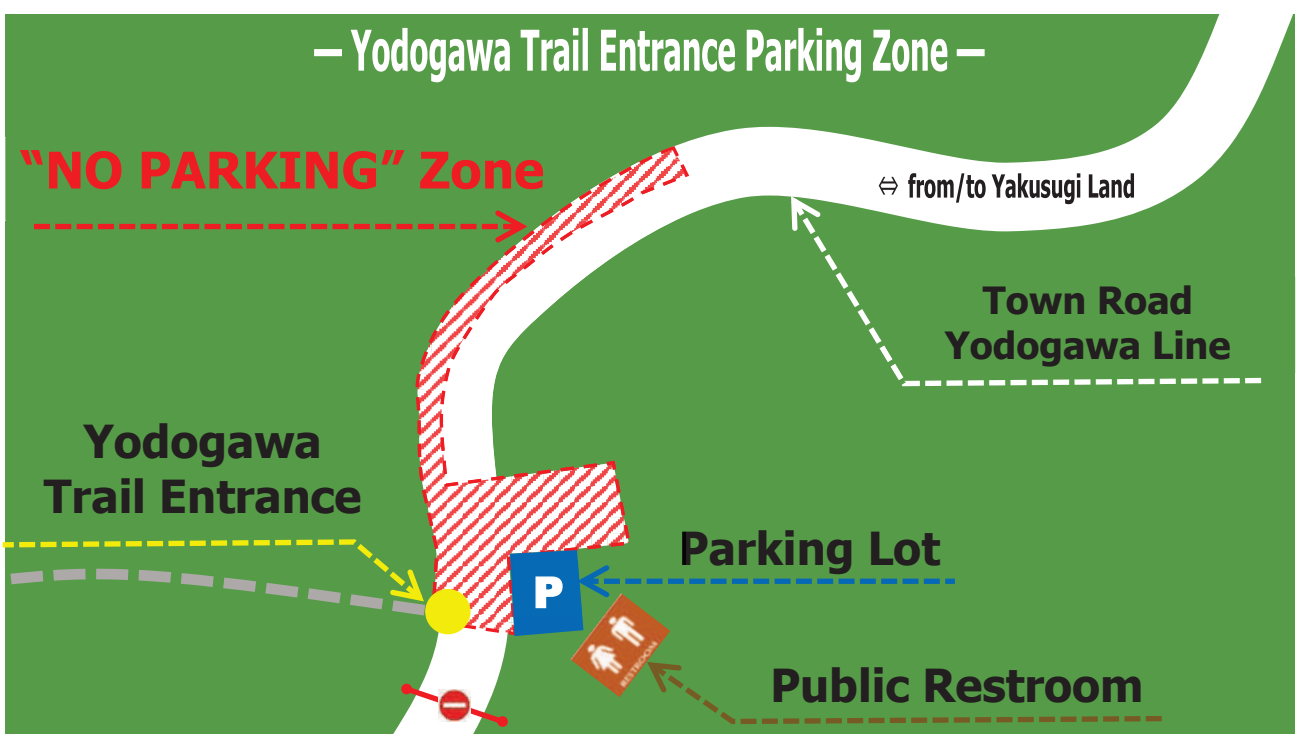 — Yodogawa Trail Entrance Parking Zone —
“NO PARKING” Zone
⇔ from/to Yakusugi Land
Town Road
Yodogawa Line
Yodogawa
Trail Entrance
Parking Lot
P
RESTROOM
Public Restroom